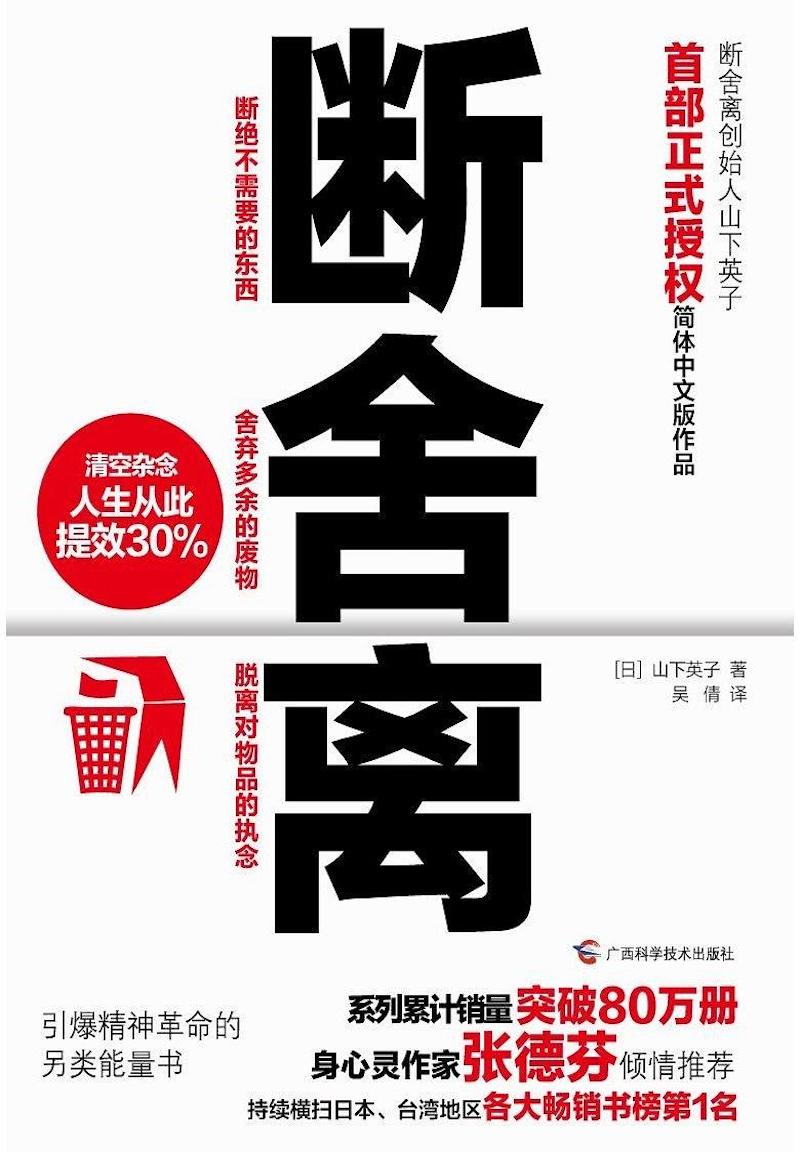 断舍离创始人山下英子
首部正式授权简体中文版作品
断舍离
断绝不需要的东西
舍弃多余的废物
脱离对物品的执念
清空杂念
人生从此
提效30%
[日] 山下英子 著
吴 倩 译
广西科学技术出版社
引爆精神革命的
另类能量书
系列累计销量突破80万册
身心灵作家张德芬倾情推荐
持续横扫日本、台湾地区各大畅销书榜第1名